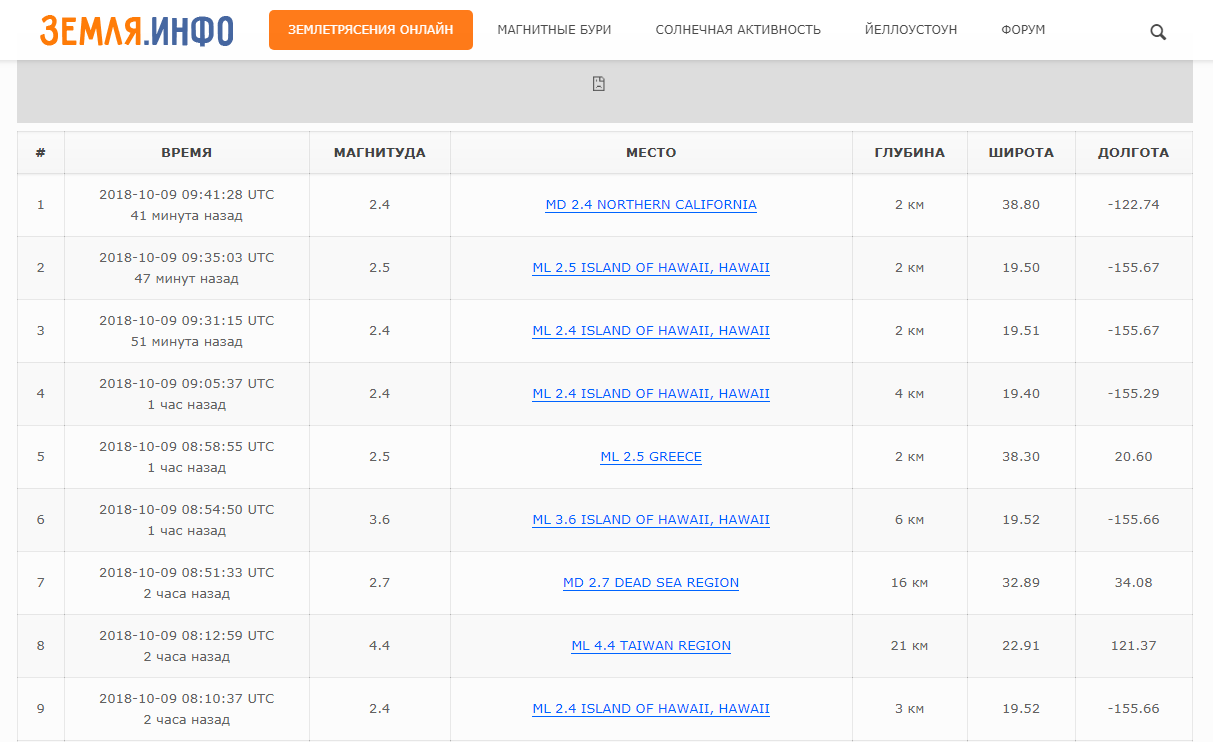 ЗЕМЛЯ.ИНФО ЗЕМЛЕТРЯСЕНИЯ ОНЛАЙН МАГНИТНЫЕ БУРИ СОЛНЕЧНАЯ АКТИВНОСТЬ ЙЕЛЛОУСТОУН ФОРУМ
# ВРЕМЯ МАГНИТУДА МЕСТО ГЛУБИНА ШИРОТА ДОЛГОТА
1 2018-10-09 09:41:28 UTC 2.4 MD 2.4 NORTHERN CALIFORNIA 2 км 38.80 -122.74
41 минута назад
2 2018-10-09 09:35:03 UTC 2.5 ML 2.5 ISLAND OF HAWAII, HAWAII 2 км 19.50 -155.67
47 минут назад
3 2018-10-09 09:31:15 UTC 2.4 ML 2.4 ISLAND OF HAWAII, HAWAII 2 км 19.51 -155.67
51 минута назад
4 2018-10-09 09:05:37 UTC 2.4 ML 2.4 ISLAND OF HAWAII, HAWAII 4 км 19.40 -155.29
1 час назад
5 2018-10-09 08:58:55 UTC 2.5 ML 2.5 GREECE 2 км 38.30 20.60
1 час назад
6 2018-10-09 08:54:50 UTC 3.6 ML 3.6 ISLAND OF HAWAII, HAWAII 6 км 19.52 -155.66
1 час назад
7 2018-10-09 08:51:33 UTC 2.7 MD 2.7 DEAD SEA REGION 16 км 32.89 34.08
2 часа назад
8 2018-10-09 08:12:59 UTC 4.4 ML 4.4 TAIWAN REGION 21 км 22.91 121.37
2 часа назад
9 2018-10-09 08:10:37 UTC 2.4 ML 2.4 ISLAND OF HAWAII, HAWAII 3 км 19.52 -155.66
2 часа назад